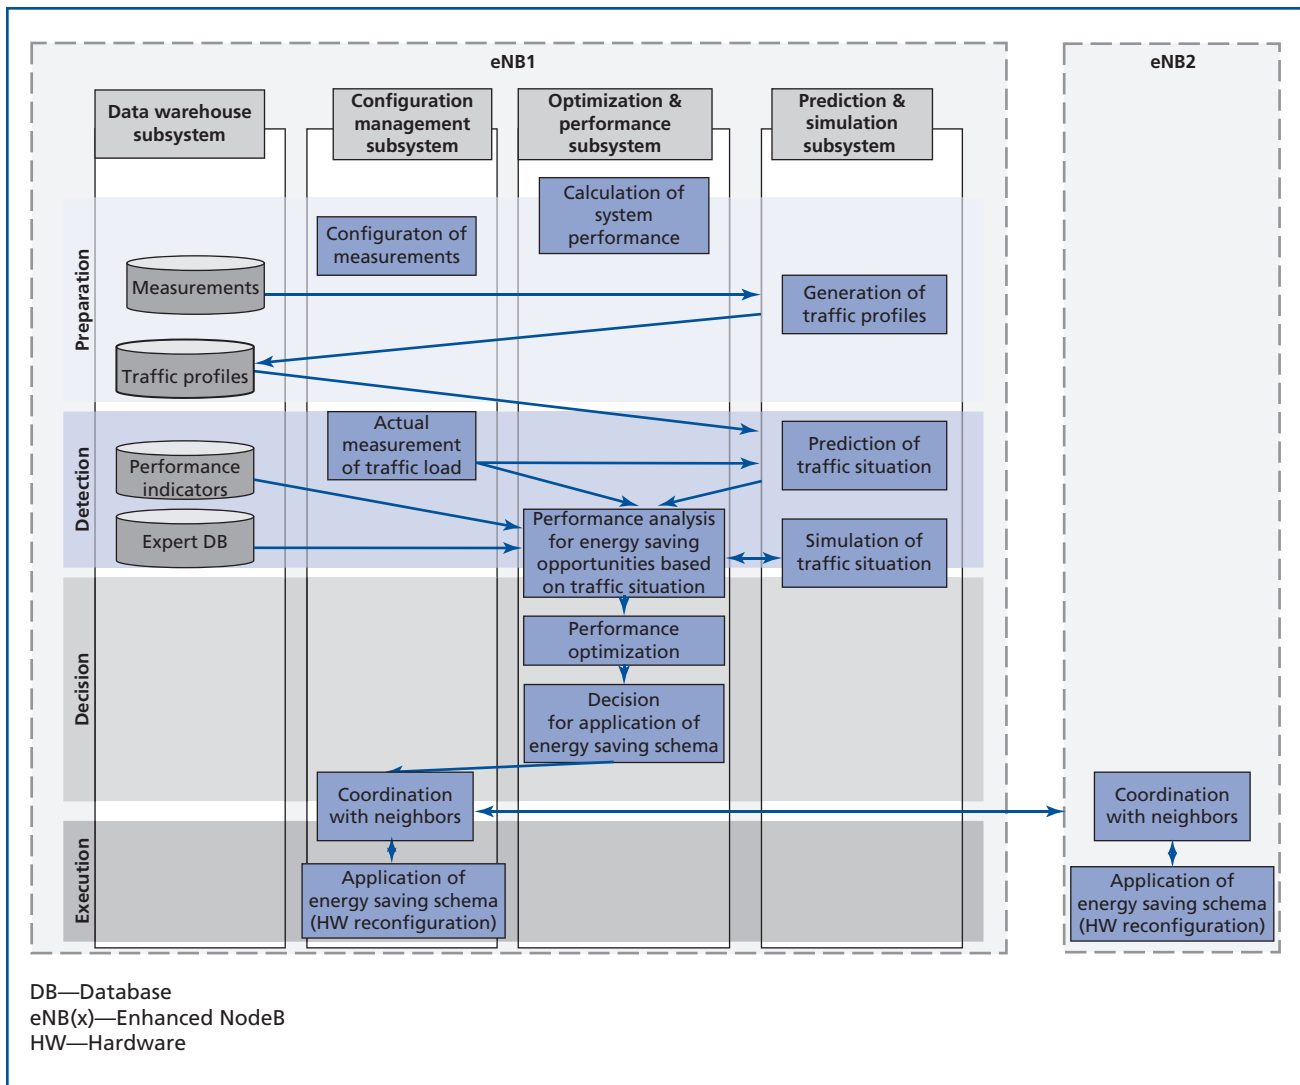 eNB1
eNB2
Data warehouse
subsystem
Configuration
management
subsystem
Optimization &
performance
subsystem
Prediction &
simulation
subsystem
Preparation
Calculation of
system
performance
Configuraton of
measurements
Measurements
Generation of
traffic profiles
Traffic profiles
Detection
Actual
measurement
of traffic load
Prediction of
traffic situation
Performance
indicators
Expert DB
Performance analysis
for energy saving
opportunities based
on traffic situation
Simulation of
traffic situation
Decision
Performance
optimization
Decision
for application of
energy saving schema
Coordination
with neighbors
Coordination
with neighbors
Execution
Application of
energy saving schema
(HW reconfiguration)
Application of
energy saving schema
(HW reconfiguration)
DB—Database
eNB(x)—Enhanced NodeB
HW—Hardware